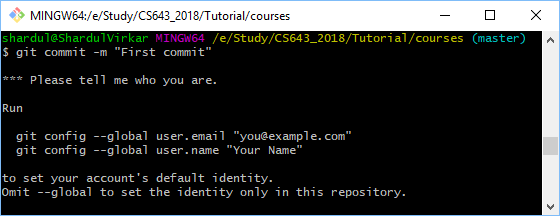 MINGW64:/e/Study/CS643_2018/Tutorial/courses
shardul@ShardulVirkar MINGW64 /e/Study/CS643_2018/Tutorial/courses (master)
$ git commit -m "First commit"
*** Please tell me who you are.
Run
git config --global user.email "you@example.com"
git config --global user.name "Your Name"
to set your account's default identity.
Omit --global to set the identity only in this repository.